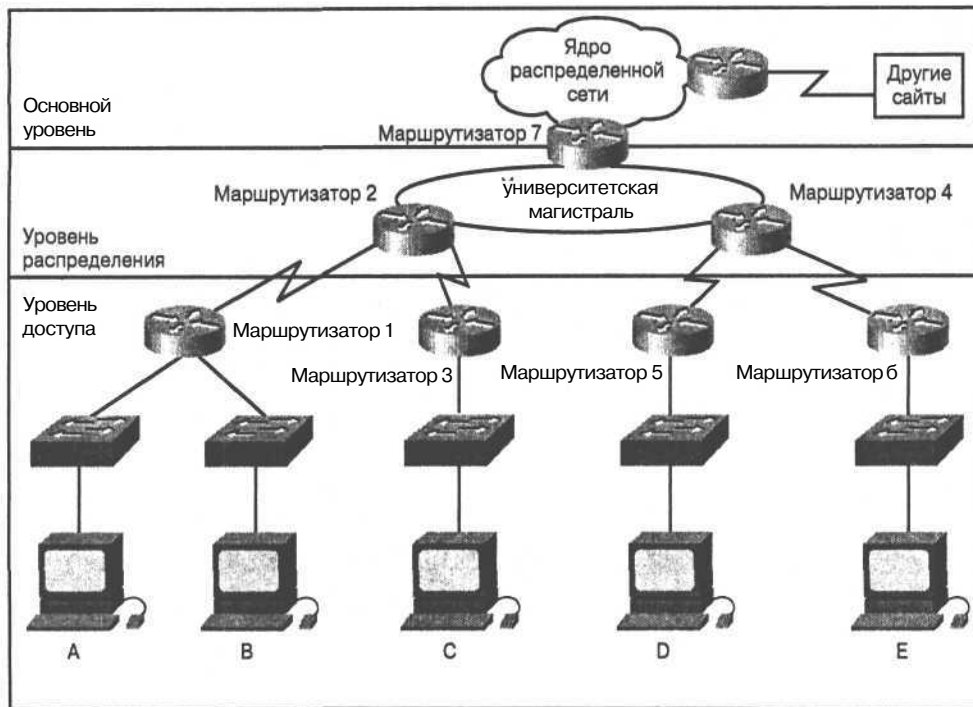 Ядро
распределенной
сети
Другие
сайты
Основной
уровень
Маршрутизатор 7
Маршрутизатор 2
Университетская
магистраль
Маршрутизатор 4
Уровень
распределения
Уровень
доступа
Маршрутизатор 1
Маршрутизатор 3
Маршрутизатор 5
Маршрутизатор 6
A
B
C
D
E